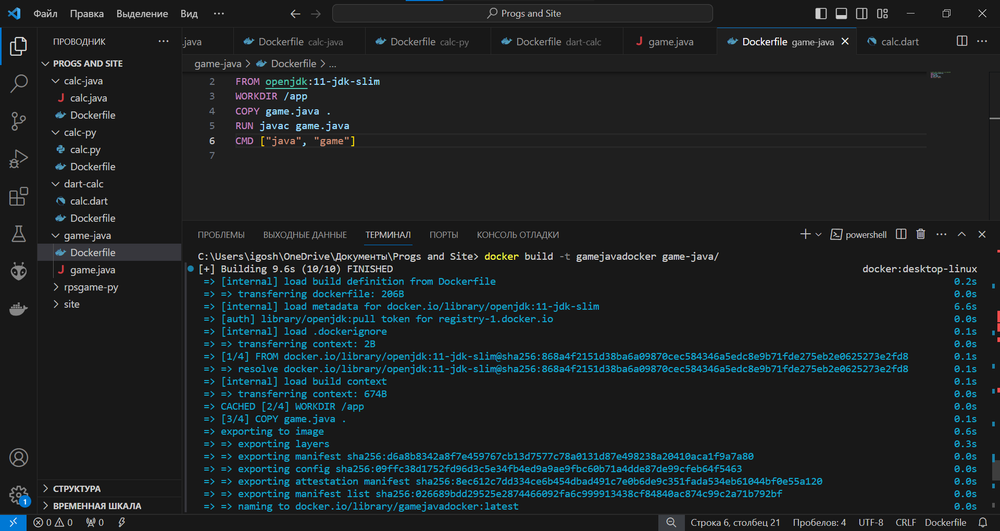 Файл Правка Выделение Вид ··· Progs and Site
ПРОВОДНИК ···
.java Dockerfile calc-java Dockerfile calc-py Dockerfile dart-calc game.java Dockerfile game-java calc.dart ···
PROGS AND SITE
calc-java
calc.java
Dockerfile
calc-py
calc.py
Dockerfile
dart-calc
calc.dart
Dockerfile
game-java
Dockerfile
game.java
rpsgame-py
site
СТРУКТУРА
ВРЕМЕННАЯ ШКАЛА
game-java > Dockerfile > ...
2 FROM openjdk:11-jdk-slim
3 WORKDIR /app
4 COPY game.java .
5 RUN javac game.java
6 CMD ["java", "game"]
7
ПРОБЛЕМЫ ВЫХОДНЫЕ ДАННЫЕ ТЕРМИНАЛ ПОРТЫ КОНСОЛЬ ОТЛАДКИ powershell ···
C:\Users\igosh\OneDrive\Документы\Progs and Site> docker build -t gamejavadocker game-java/
[+] Building 9.6s (10/10) FINISHED docker:desktop-linux
=> [internal] load build definition from Dockerfile 0.2s
=> => transferring dockerfile: 206B 0.0s
=> [internal] load metadata for docker.io/library/openjdk:11-jdk-slim 6.6s
=> [auth] library/openjdk:pull token for registry-1.docker.io 0.0s
=> [internal] load .dockerignore 0.1s
=> => transferring context: 2B 0.0s
=> [1/4] FROM docker.io/library/openjdk:11-jdk-slim@sha256:868a4f2151d38ba6a09870cec584346a5edc8e9b71fde275eb2e0625273e2fd8 0.1s
=> => resolve docker.io/library/openjdk:11-jdk-slim@sha256:868a4f2151d38ba6a09870cec584346a5edc8e9b71fde275eb2e0625273e2fd8 0.1s
=> [internal] load build context 0.1s
=> => transferring context: 674B 0.0s
=> CACHED [2/4] WORKDIR /app 0.0s
=> [3/4] COPY game.java . 0.1s
=> exporting to image 0.6s
=> => exporting layers 0.3s
=> => exporting manifest sha256:d6a8b8342a8f7e459767cb13d7577c78a0131d87e498238a20410aca1f9a7a80 0.0s
=> => exporting config sha256:09ffc38d1752fd96d3c5e34fb4ed9a9ae9fbc60b71a4dde87de99cfeb64f5463 0.0s
=> => exporting attestation manifest sha256:8ec612c7dd334ce6b454dbad491c7e0b6de9c351fada534eb61044bf0e55a120 0.0s
=> => exporting manifest list sha256:026689bdd29525e2874466092fa6c999913438cf84840ac874c99c2a71b792bf 0.0s
=> => naming to docker.io/library/gamejavadocker:latest 0.0s
1
0 0 0 Строка 6, столбец 21 Пробелов: 4 UTF-8 CRLF Dockerfile